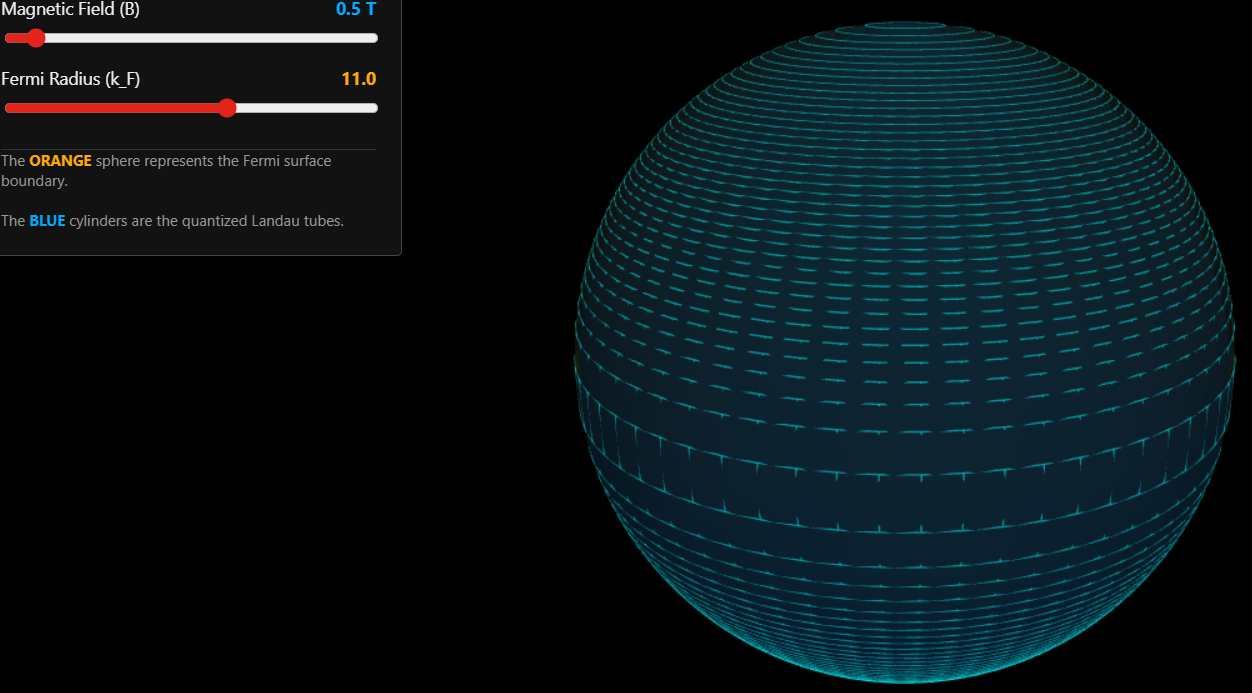 Magnetic Field (B) 0.5 T
Fermi Radius (k_F) 11.0
The ORANGE sphere represents the Fermi surface
boundary.
The BLUE cylinders are the quantized Landau tubes.